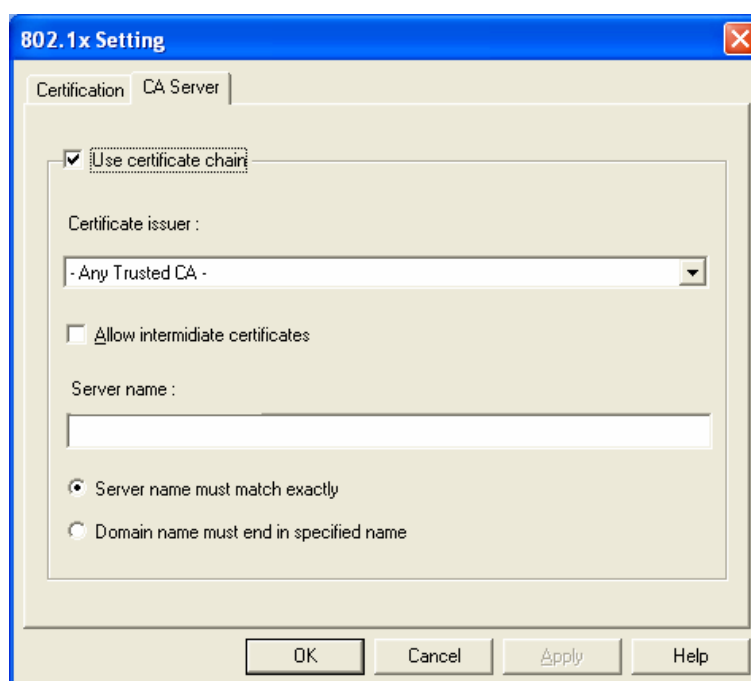 802.1x Setting
Certification CA Server
Use certificate chain
Certificate issuer :
- Any Trusted CA -
Allow intermidiate certificates
Server name :
Server name must match exactly
Domain name must end in specified name
OK Cancel Apply Help